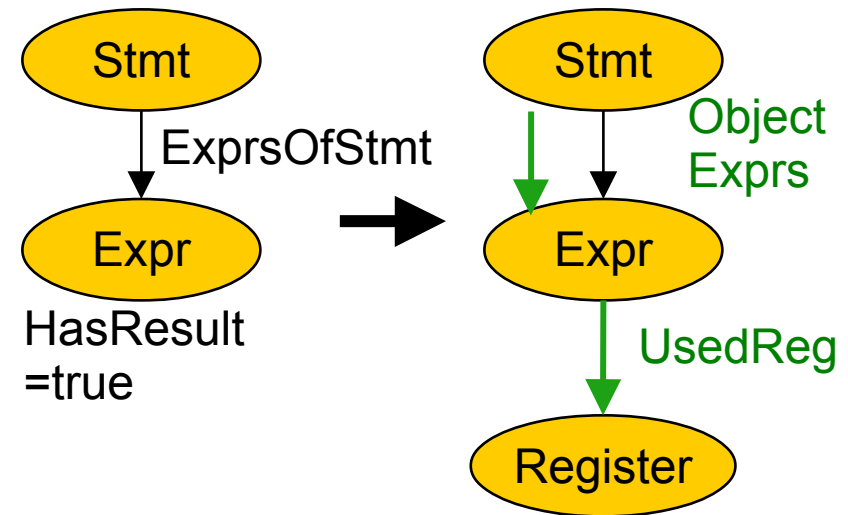 Stmt
ExprsOfStmt
Expr
HasResult
=true
Stmt
Object
Exprs
Expr
UsedReg
Register